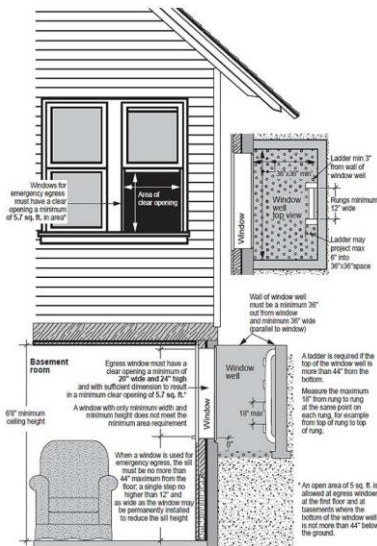 Windows for
emergency egress
must have a clear
opening a minimum
of 5.7 sq. ft. in area*
Area of
clear opening
36"x36" min
Window
well
top view
Window
Ladder min 3"
from wall of
window well
Rungs minimum
12" wide
Ladder may
project max
6" into
36"x36"space
Wall of window well
must be a minimum 36"
out from window
and minimum 36" wide
(parallel to window)
Basement
room
Egress window must have a
clear opening a minimum of
20" wide and 24" high
and with sufficient dimension to result
in a minimum clear opening of 5.7 sq. ft.*
A window with only minimum width and
minimum height does not meet the
minimum area requirement
6'8" minimum
ceiling height
When a window is used for
emergency egress, the sill
must be no more than
44" maximum from the
floor; a single step no
higher than 12" and
as wide as the window may
be permanently installed
to reduce the sill height
Window
Window
well
18" max
A ladder is required if the
top of the window well is
more than 44" from the
bottom.
Measure the maximum
18" from rung to rung
at the same point on
each rung, for example
from top of rung to top
of rung.
* An open area of 5 sq. ft. is
allowed at egress windows
at the first floor and at
basements where the
bottom of the window well
is not more than 44" below
the ground.